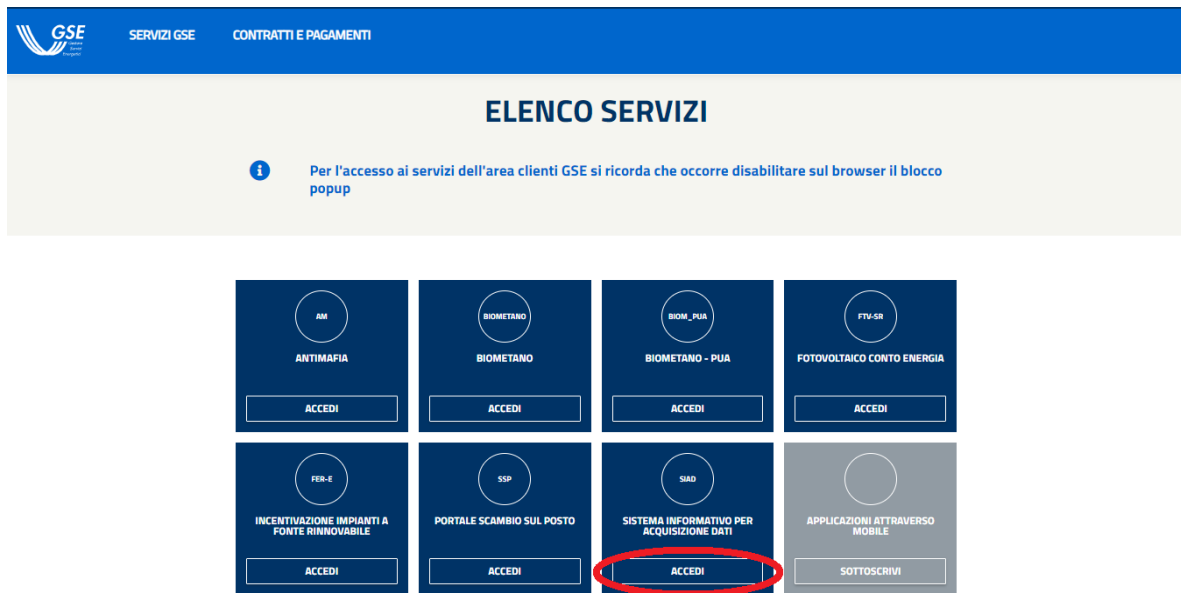 GSE
Gestore
Servizi
Energetici
SERVIZI GSE
CONTRATTI E PAGAMENTI
ELENCO SERVIZI
Per l'accesso ai servizi dell'area clienti GSE si ricorda che occorre disabilitare sul browser il blocco
popup
AM
ANTIMAFIA
ACCEDI
BIOMETANO
BIOMETANO
ACCEDI
BIOM_PUA
BIOMETANO - PUA
ACCEDI
FTV-SR
FOTOVOLTAICO CONTO ENERGIA
ACCEDI
FER-E
INCENTIVAZIONE IMPIANTI A
FONTE RINNOVABILE
ACCEDI
SSP
PORTALE SCAMBIO SUL POSTO
ACCEDI
SIAD
SISTEMA INFORMATIVO PER
ACQUISIZIONE DATI
ACCEDI
APPLICAZIONI ATTRAVERSO
MOBILE
SOTTOSCRIVI